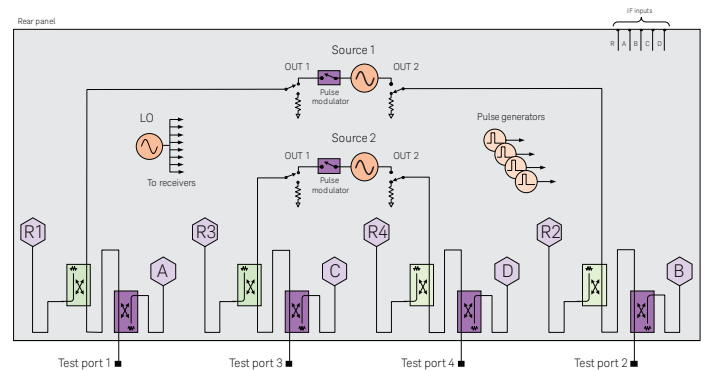 IF inputs
Rear panel
R A B C D
Source 1
OUT 1
OUT 2
Pulse
modulator
LO
To receivers
Source 2
OUT 1
OUT 2
Pulse
modulator
Pulse generators
R1
A
R3
C
R4
D
R2
B
Test port 1
Test port 3
Test port 4
Test port 2